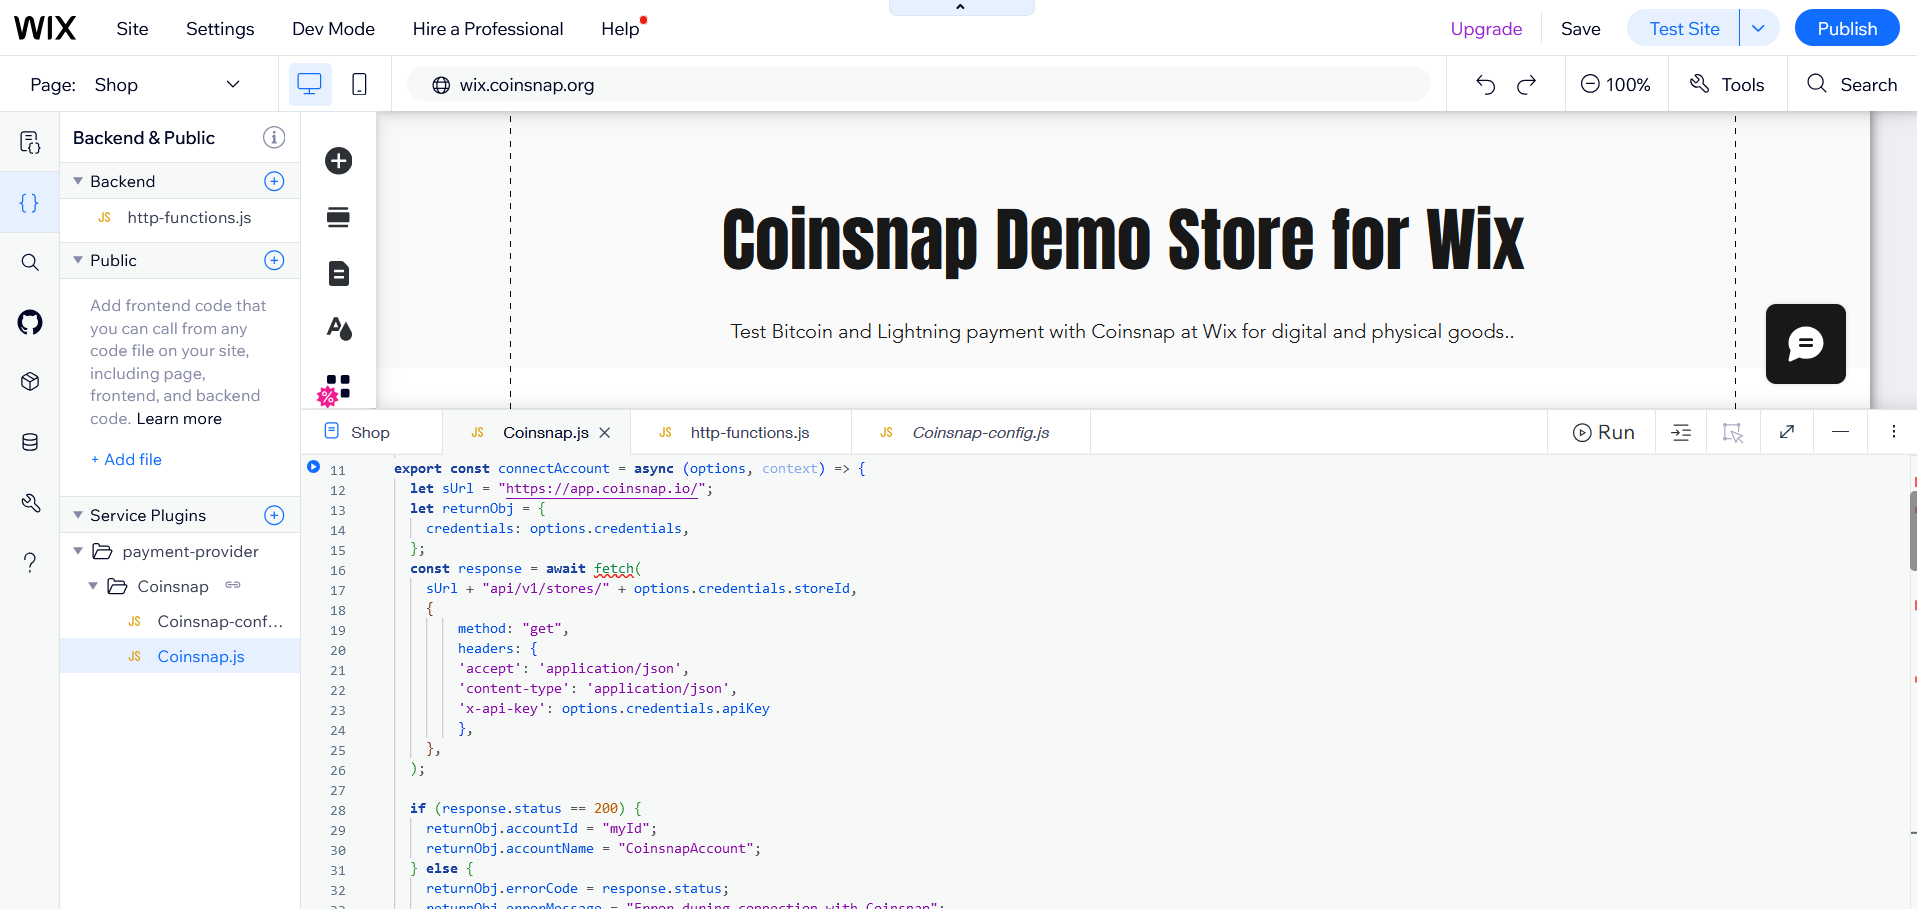 WIX Site Settings Dev Mode Hire a Professional Help Upgrade Save Test Site Publish
Page: Shop wix.coinsnap.org 100% Tools Search
Backend & Public
Backend
JS http-functions.js
Public
Add frontend code that
you can call from any
code file on your site,
including page,
frontend, and backend
code. Learn more
+ Add file
Service Plugins
payment-provider
Coinsnap
JS Coinsnap-conf...
JS Coinsnap.js
%
Coinsnap Demo Store for Wix
Test Bitcoin and Lightning payment with Coinsnap at Wix for digital and physical goods..
Shop JS Coinsnap.js JS http-functions.js JS Coinsnap-config.js Run
11 export const connectAccount = async (options, context) => {
12 let sUrl = "https://app.coinsnap.io/";
13 let returnObj = {
14 credentials: options.credentials,
15 };
16 const response = await fetch(
17 sUrl + "api/v1/stores/" + options.credentials.storeId,
18 {
19 method: "get",
20 headers: {
21 'accept': 'application/json',
22 'content-type': 'application/json',
23 'x-api-key': options.credentials.apiKey
24 },
25 },
26 );
27
28 if (response.status == 200) {
29 returnObj.accountId = "myId";
30 returnObj.accountName = "CoinsnapAccount";
31 } else {
32 returnObj.errorCode = response.status;
33 returnObj.errorMessage = "Error during connection with Coinsnap";